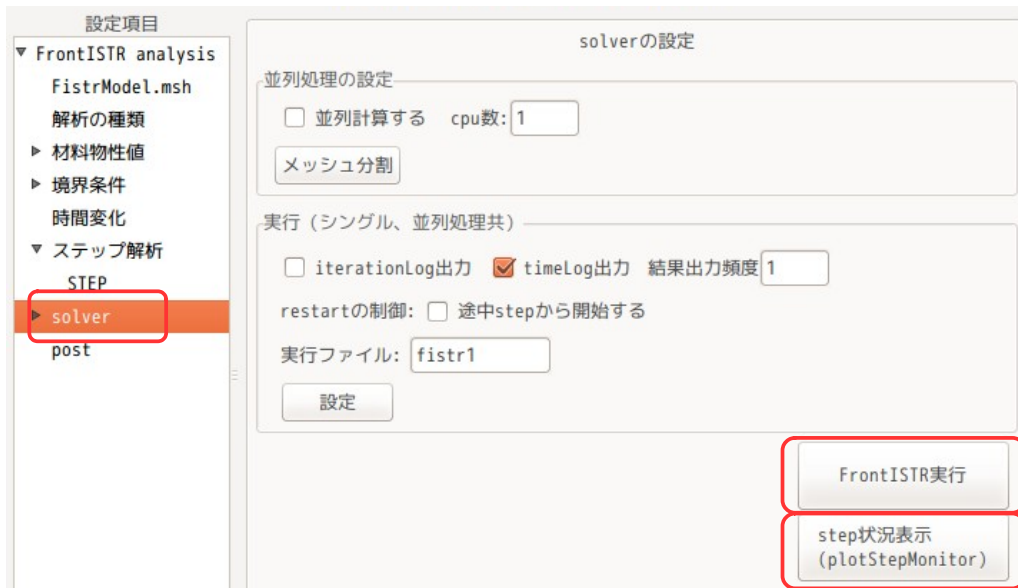 設定項目
FrontISTR analysis
FistrModel.msh
解析の種類
材料物性値
境界条件
時間変化
ステップ解析
STEP
solver
post
solverの設定
並列処理の設定
並列計算する cpu数: 1
メッシュ分割
実行 (シングル、並列処理共)
iterationLog出力 timeLog出力 結果出力頻度 1
restartの制御: 途中stepから開始する
実行ファイル: fistr1
設定
FrontISTR実行
step状況表示
(plotStepMonitor)